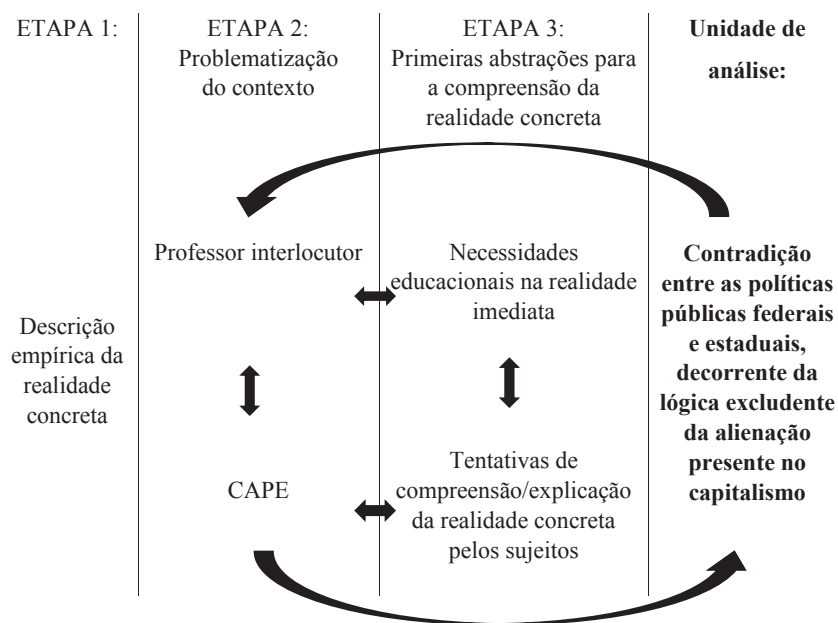 ETAPA 1:
ETAPA 2:
Problematização
do contexto
ETAPA 3:
Primeiras abstrações para
a compreensão da
realidade concreta
Unidade de
análise:
Descrição
empírica da
realidade
concreta
Professor interlocutor
CAPE
Necessidades
educacionais na realidade
imediata
Tentativas de
compreensão/explicação
da realidade concreta
pelos sujeitos
Contradição
entre as políticas
públicas federais
e estaduais,
decorrente da
lógica excludente
da alienação
presente no
capitalismo